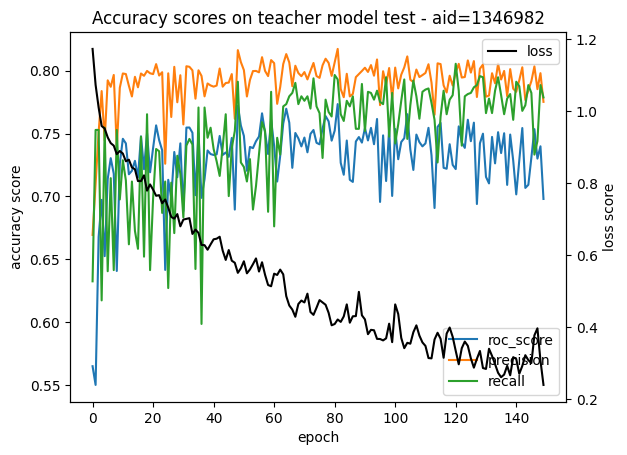 Accuracy scores on teacher model test - aid=1346982
loss
accuracy score
0.80
0.75
0.70
0.65
0.60
0.55
1.2
1.0
0.8
0.6
0.4
0.2
loss score
roc_score
precision
recall
0 20 40 60 80 100 120 140
epoch